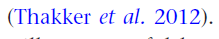 (Thakker et al. 2012).